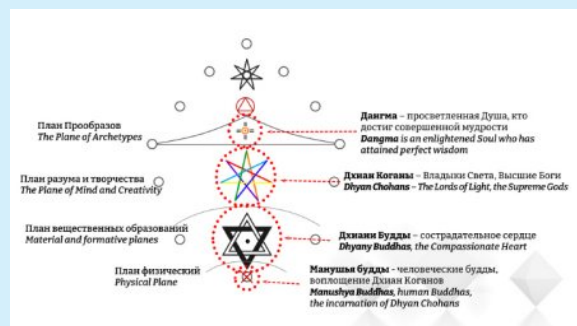 План Прообразов
The Plane of Archetypes
План разума и творчества
The Plane of Mind and Creativity
План вещественных образований
Material and formative planes
План физический
Physical Plane
Дангма – просветленная Душа, кто
достиг совершенной мудрости
Dangma is an enlightened Soul who has
attained perfect wisdom
Дхиан Коганы – Владыки Света, Высшие Боги
Dhyan Chohans – The Lords of Light, the Supreme Gods
Дхиани Будды – сострадательное сердце
Dhyany Buddhas, the Compassionate Heart
Манушья будды - человеческие будды,
воплощение Дхиан Коганов
Manushya Buddhas, human Buddhas,
the incarnation of Dhyan Chohans